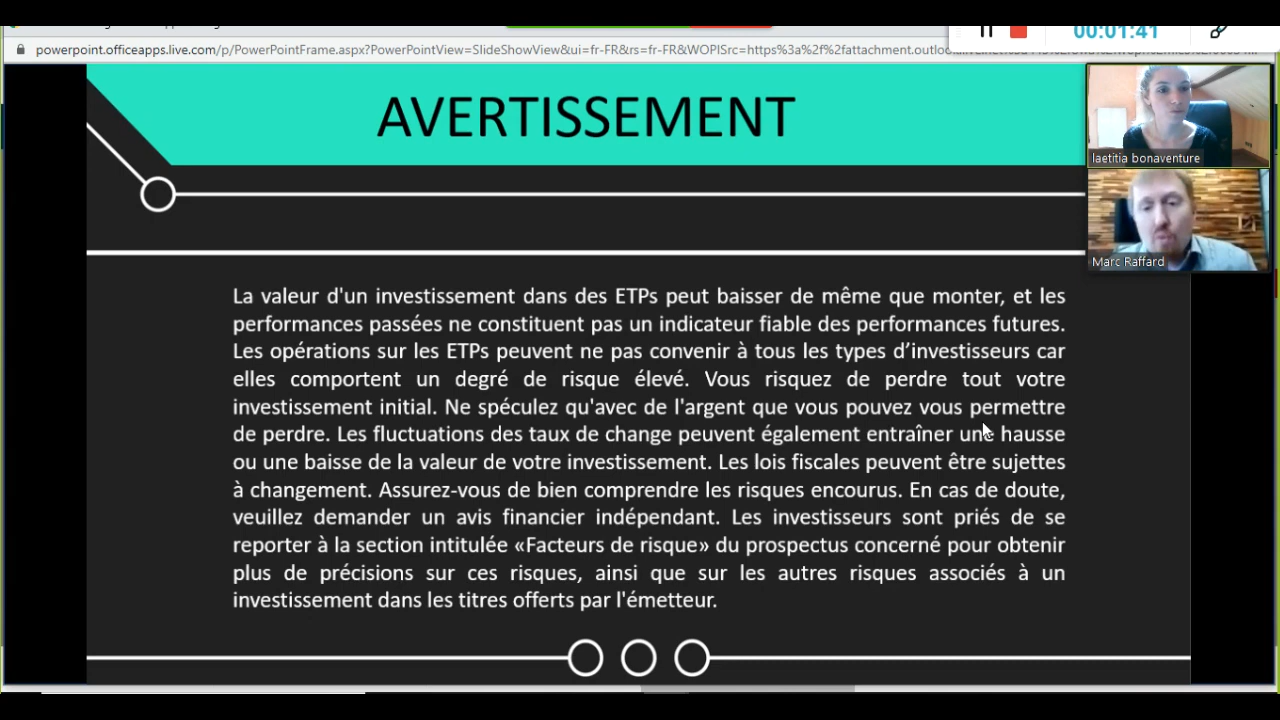 00:01:41
powerpoint.officeapps.live.com/p/PowerPointFrame.aspx?PowerPointView=SlideShowView&ui=fr-FR&rs=fr-FR&WOPISrc=https%3a%2f%2fattachment.outlo
AVERTISSEMENT
laetitia bonaventure
Marc Raffard
La valeur d'un investissement dans des ETPs peut baisser de même que monter, et les
performances passées ne constituent pas un indicateur fiable des performances futures.
Les opérations sur les ETPs peuvent ne pas convenir à tous les types d’investisseurs car
elles comportent un degré de risque élevé. Vous risquez de perdre tout votre
investissement initial. Ne spéculez qu'avec de l'argent que vous pouvez vous permettre
de perdre. Les fluctuations des taux de change peuvent également entraîner une hausse
ou une baisse de la valeur de votre investissement. Les lois fiscales peuvent être sujettes
à changement. Assurez-vous de bien comprendre les risques encourus. En cas de doute,
veuillez demander un avis financier indépendant. Les investisseurs sont priés de se
reporter à la section intitulée «Facteurs de risque» du prospectus concerné pour obtenir
plus de précisions sur ces risques, ainsi que sur les autres risques associés à un
investissement dans les titres offerts par l'émetteur.